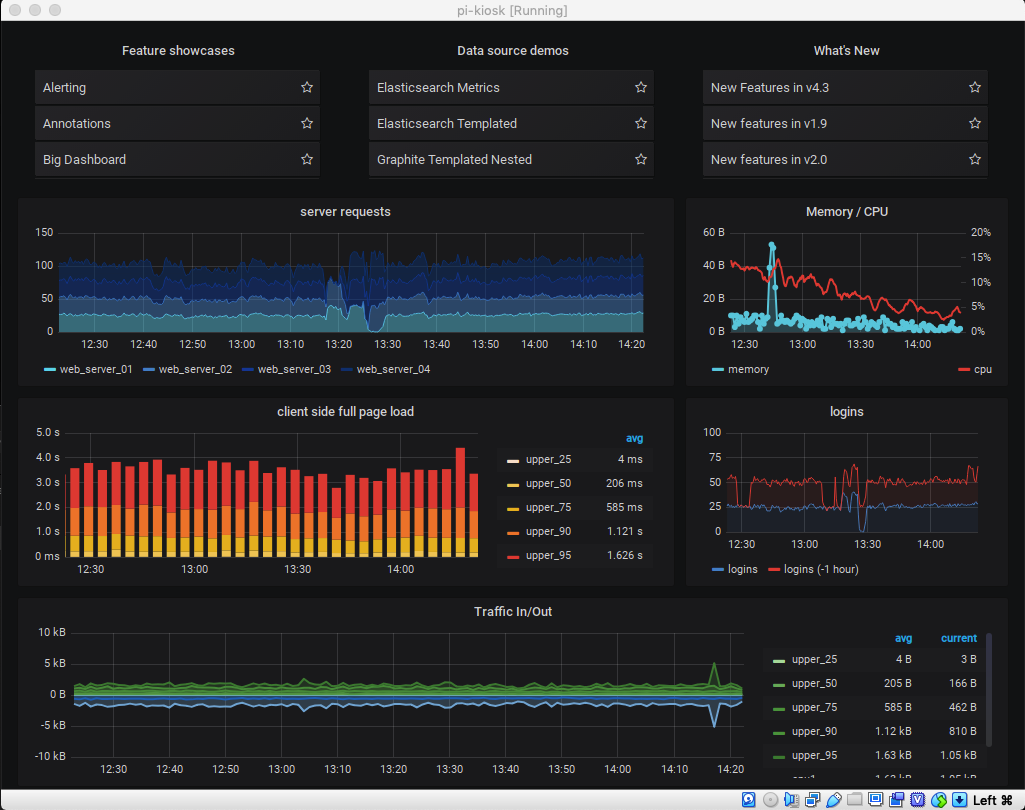 pi-kiosk [Running]
Feature showcases
Alerting
Annotations
Big Dashboard
Data source demos
Elasticsearch Metrics
Elasticsearch Templated
Graphite Templated Nested
What's New
New Features in v4.3
New features in v1.9
New features in v2.0
server requests
150
100
50
0
12:30 12:40 12:50 13:00 13:10 13:20 13:30 13:40 13:50 14:00 14:10 14:20
web_server_01 web_server_02 web_server_03 web_server_04
Memory / CPU
60 B 20%
15%
40 B
10%
20 B
5%
0 B 0%
12:30 13:00 13:30 14:00
memory cpu
client side full page load
5.0 s
4.0 s
3.0 s
2.0 s
1.0 s
0 ms
12:30 13:00 13:30 14:00
avg
upper_25 4 ms
upper_50 206 ms
upper_75 585 ms
upper_90 1.121 s
upper_95 1.626 s
logins
100
75
50
25
0
12:30 13:00 13:30 14:00
logins logins (-1 hour)
Traffic In/Out
10 kB
5 kB
0 B
-5 kB
-10 kB
12:30 12:40 12:50 13:00 13:10 13:20 13:30 13:40 13:50 14:00 14:10 14:20
avg current
upper_25 4 B 3 B
upper_50 205 B 166 B
upper_75 585 B 462 B
upper_90 1.12 kB 810 B
upper_95 1.63 kB 1.05 kB
Left ⌘